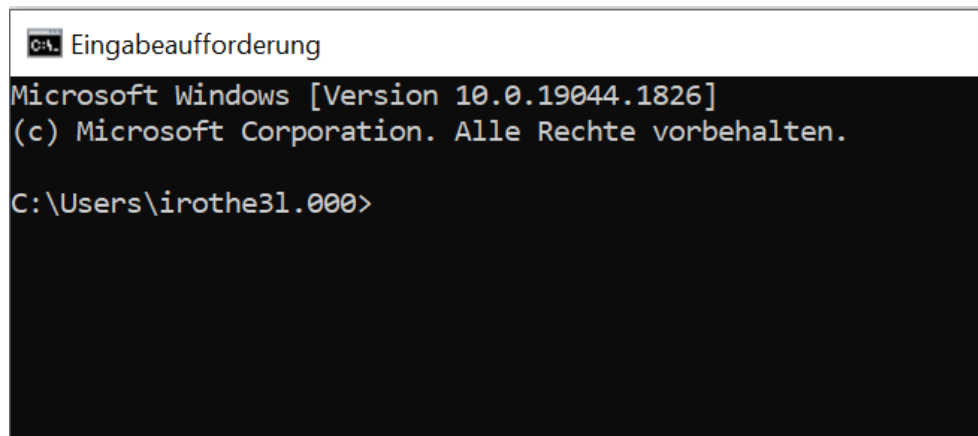 C:\. Eingabeaufforderung
Microsoft Windows [Version 10.0.19044.1826]
(c) Microsoft Corporation. Alle Rechte vorbehalten.
C:\Users\irothe3l.000>